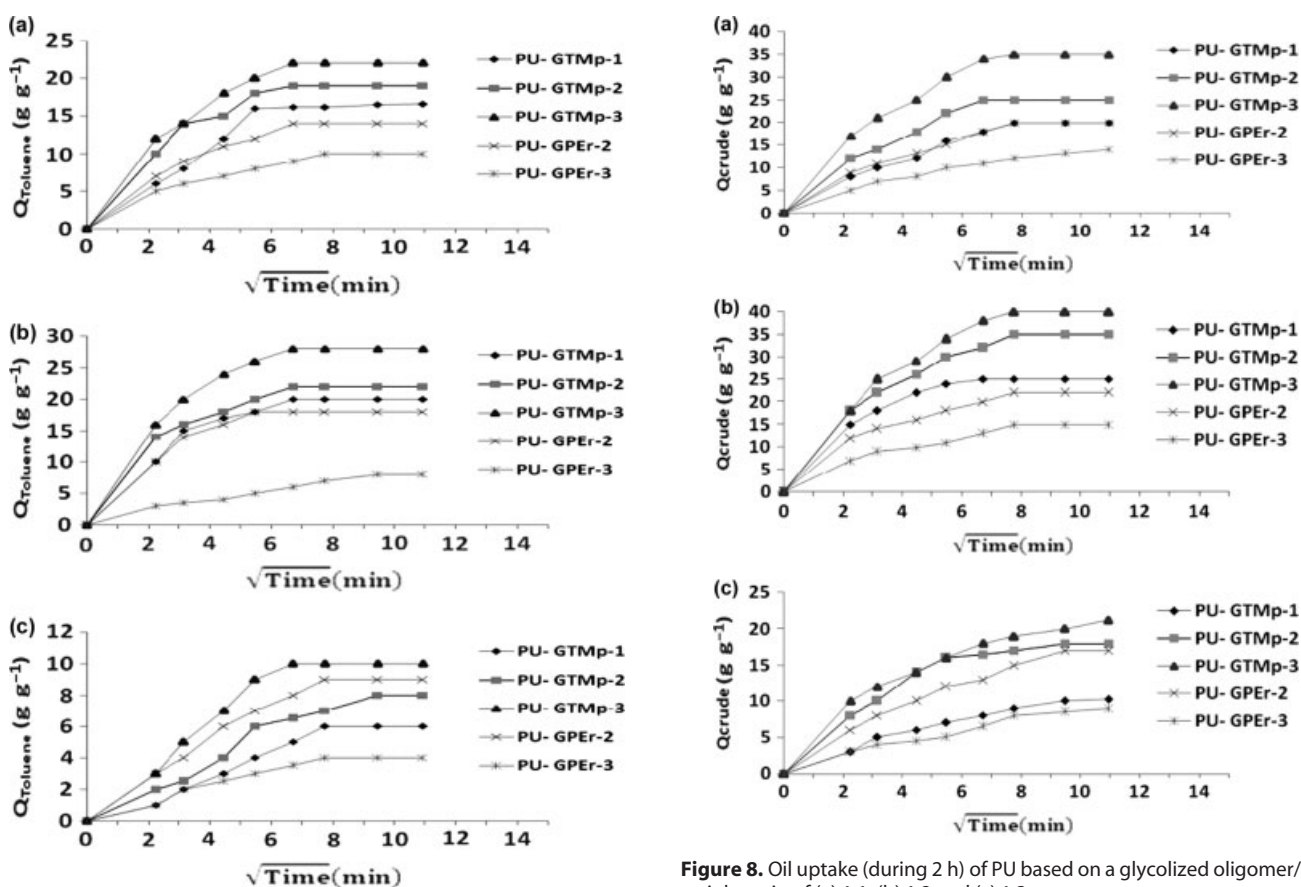 (a)
25
20
15
10
5
0
Q_Toluene (g g⁻¹)
0 2 4 6 8 10 12 14
√Time(min)
PU- GTMp-1
PU- GTMp-2
PU- GTMp-3
PU- GPEr-2
PU- GPEr-3
(b)
30
25
20
15
10
5
0
Q_Toluene (g g⁻¹)
0 2 4 6 8 10 12 14
√Time(min)
PU- GTMp-1
PU- GTMp-2
PU- GTMp-3
PU- GPEr-2
PU- GPEr-3
(c)
12
10
8
6
4
2
0
Q_Toluene (g g⁻¹)
0 2 4 6 8 10 12 14
√Time(min)
PU- GTMp-1
PU- GTMp-2
PU- GTMp-3
PU- GPEr-2
PU- GPEr-3
(a)
40
35
30
25
20
15
10
5
0
Qcrude (g g⁻¹)
0 2 4 6 8 10 12 14
√Time(min)
PU- GTMp-1
PU- GTMp-2
PU- GTMp-3
PU- GPEr-2
PU- GPEr-3
(b)
40
35
30
25
20
15
10
5
0
Qcrude (g g⁻¹)
0 2 4 6 8 10 12 14
√Time(min)
PU- GTMp-1
PU- GTMp-2
PU- GTMp-3
PU- GPEr-2
PU- GPEr-3
(c)
25
20
15
10
5
0
Qcrude (g g⁻¹)
0 2 4 6 8 10 12 14
√Time(min)
PU- GTMp-1
PU- GTMp-2
PU- GTMp-3
PU- GPEr-2
PU- GPEr-3
Figure 8. Oil uptake (during 2 h) of PU based on a glycolized oligomer/